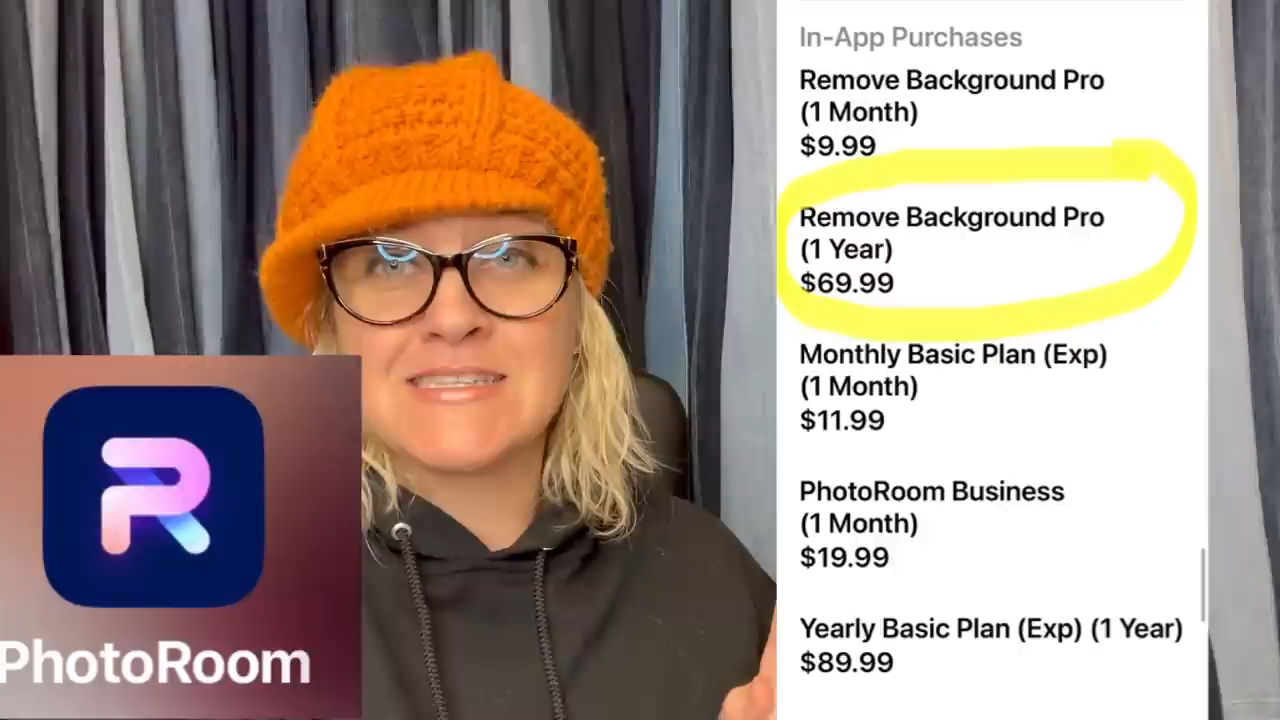 In-App Purchases
Remove Background Pro
(1 Month)
$9.99
Remove Background Pro
(1 Year)
$69.99
Monthly Basic Plan (Exp)
(1 Month)
$11.99
PhotoRoom Business
(1 Month)
$19.99
Yearly Basic Plan (Exp) (1 Year)
$89.99
PhotoRoom